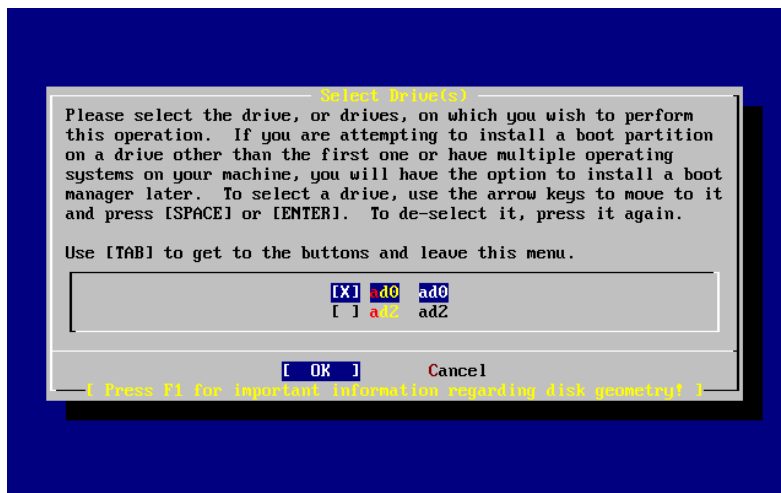 Select Drive(s)
Please select the drive, or drives, on which you wish to perform
this operation.  If you are attempting to install a boot partition
on a drive other than the first one or have multiple operating
systems on your machine, you will have the option to install a boot
manager later.  To select a drive, use the arrow keys to move to it
and press [SPACE] or [ENTER].  To de-select it, press it again.
Use [TAB] to get to the buttons and leave this menu.
[X] ad0 ad0
[ ] ad2 ad2
[ OK ] Cancel
[ Press F1 for important information regarding disk geometry! ]